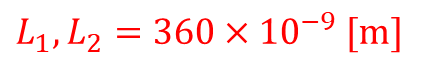 L₁, L₂ = 360 × 10⁻⁹ [m]